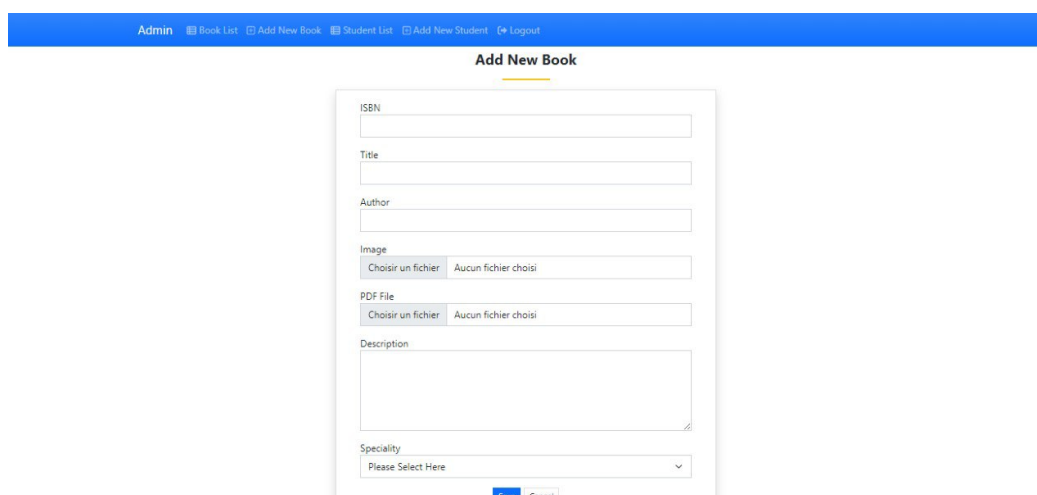 Admin Book List Add New Book Student List Add New Student Logout
Add New Book
ISBN
Title
Author
Image
Choisir un fichier Aucun fichier choisi
PDF File
Choisir un fichier Aucun fichier choisi
Description
Speciality
Please Select Here